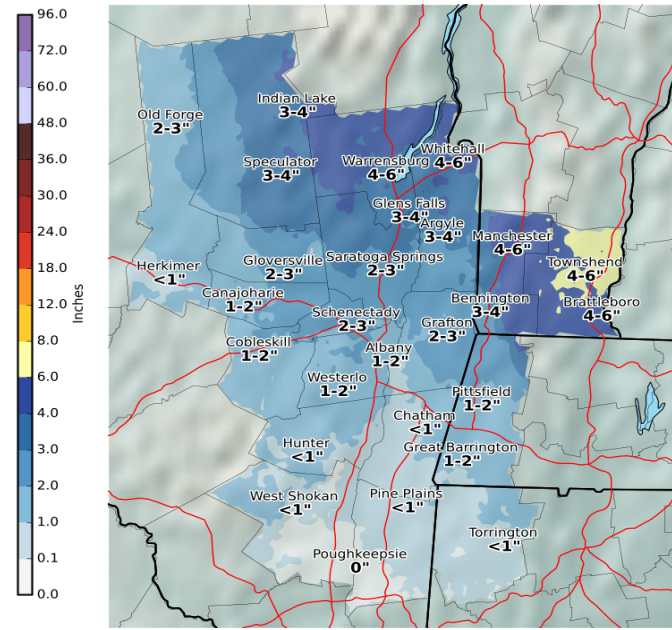 96.0
72.0
60.0
48.0
36.0
30.0
24.0
18.0
12.0
8.0
6.0
4.0
3.0
2.0
1.0
0.1
0.0
Inches
Indian Lake
3-4"
Old Forge
2-3"
Whitehall
4-6"
Speculator
3-4"
Warrensburg
4-6"
Glens Falls
3-4"
Argyle
3-4"
Manchester
4-6"
Herkimer
<1"
Gloversville
2-3"
Saratoga Springs
2-3"
Townshend
4-6"
Canajoharie
1-2"
Bennington
3-4"
Brattleboro
4-6"
Schenectady
2-3"
Grafton
2-3"
Cobleskill
1-2"
Albany
1-2"
Westerlo
1-2"
Pittsfield
1-2"
Chatham
<1"
Hunter
<1"
Great Barrington
1-2"
West Shokan
<1"
Pine Plains
<1"
Torrington
<1"
Poughkeepsie
0"